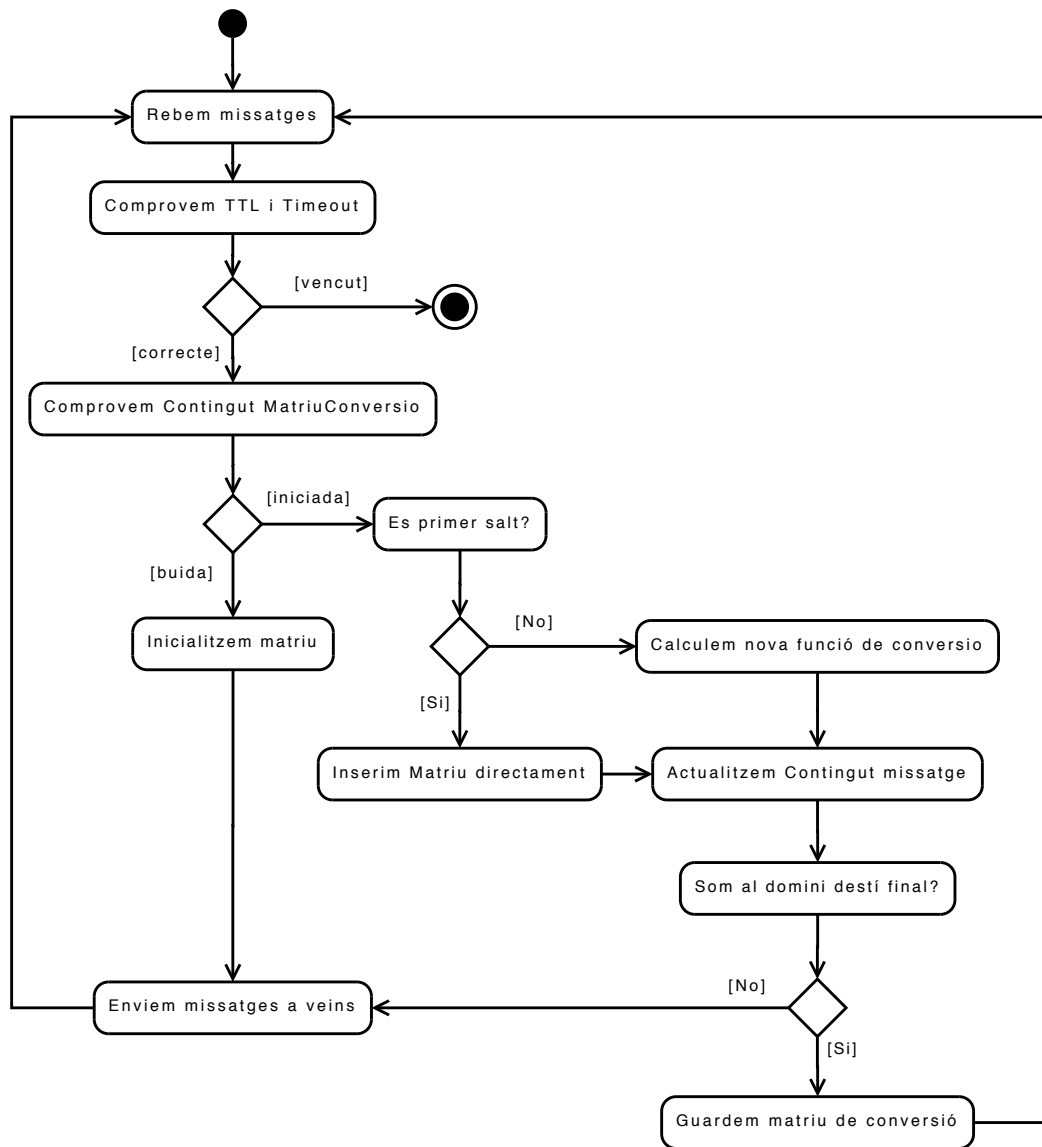 Rebem missatges
Comprovem TTL i Timeout
[vencut]
[correcte]
Comprovem Contingut MatriuConversio
[iniciada]
Es primer salt?
[buida]
Inicialitzem matriu
[No]
Calculem nova funció de conversio
[Si]
Inserim Matriu directament
Actualitzem Contingut missatge
Som al domini destí final?
[No]
Enviem missatges a veins
[Si]
Guardem matriu de conversió